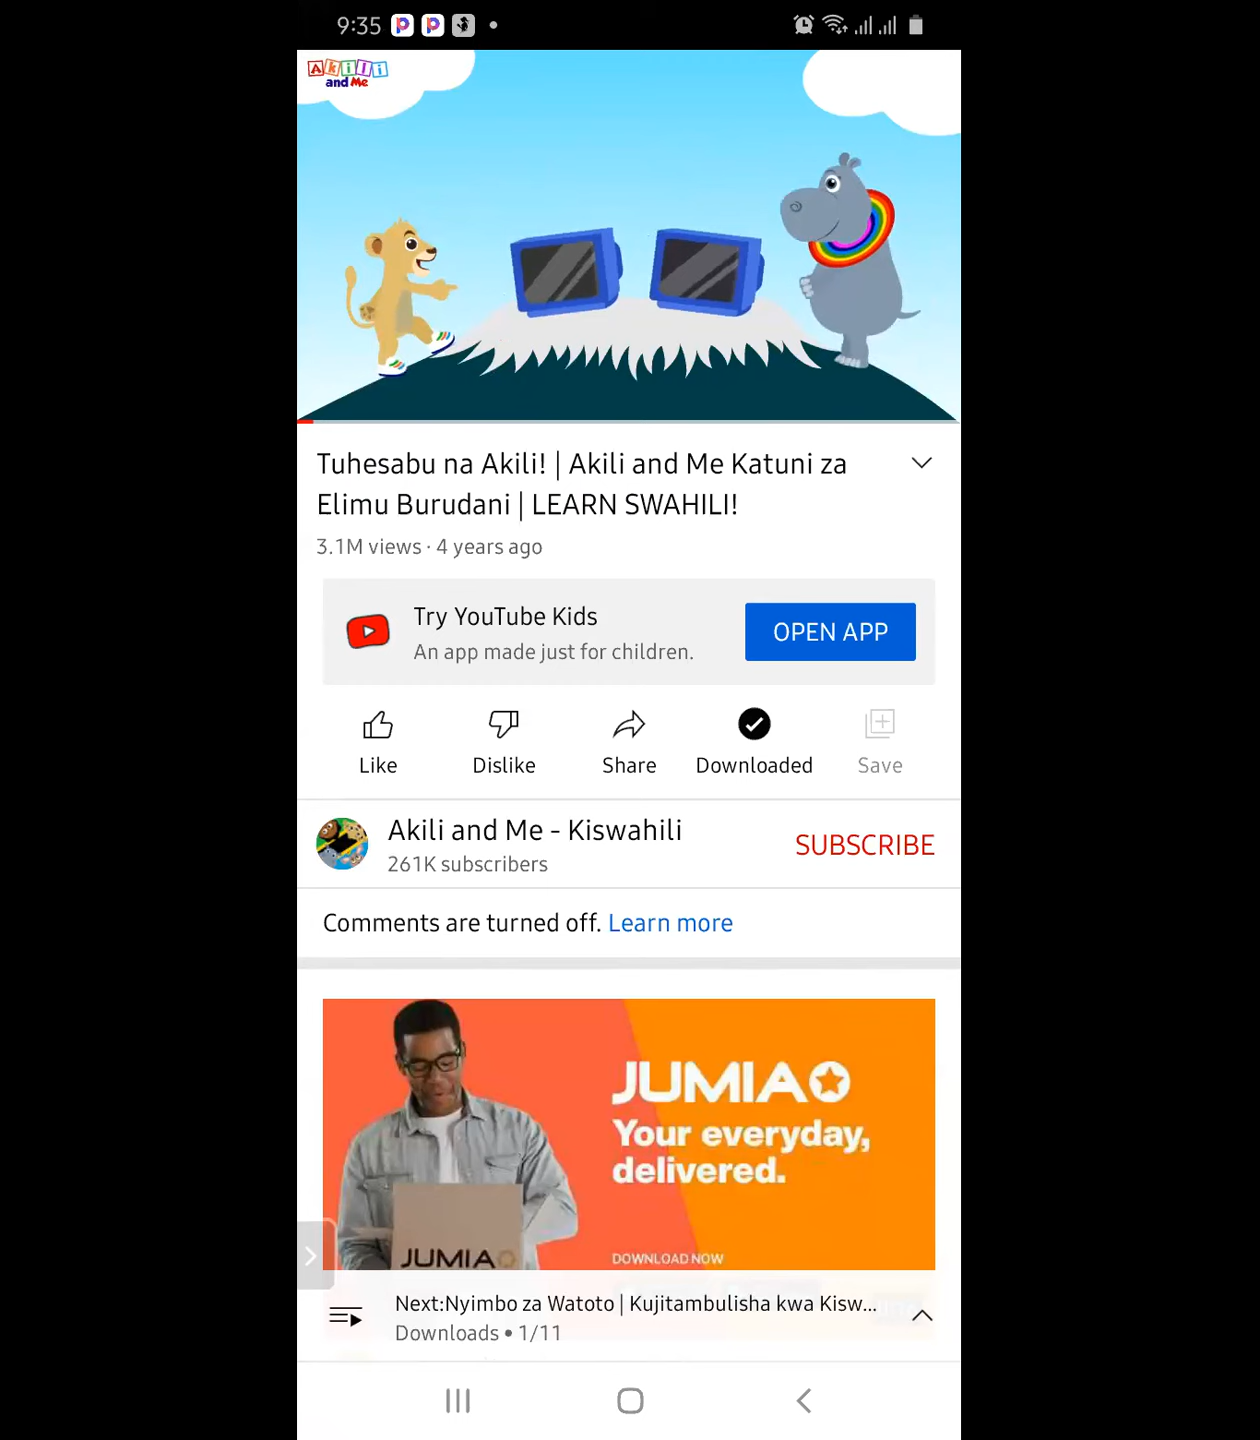 9:35
Akili
and Me
Tuhesabu na Akili! | Akili and Me Katuni za
Elimu Burudani | LEARN SWAHILI!
3.1M views · 4 years ago
Try YouTube Kids
An app made just for children.
OPEN APP
Like
Dislike
Share
Downloaded
Save
Akili and Me - Kiswahili
261K subscribers
SUBSCRIBE
Comments are turned off. Learn more
JUMIA
Your everyday,
delivered.
JUMIA
DOWNLOAD NOW
Next:Nyimbo za Watoto | Kujitambulisha kwa Kisw...
Downloads • 1/11